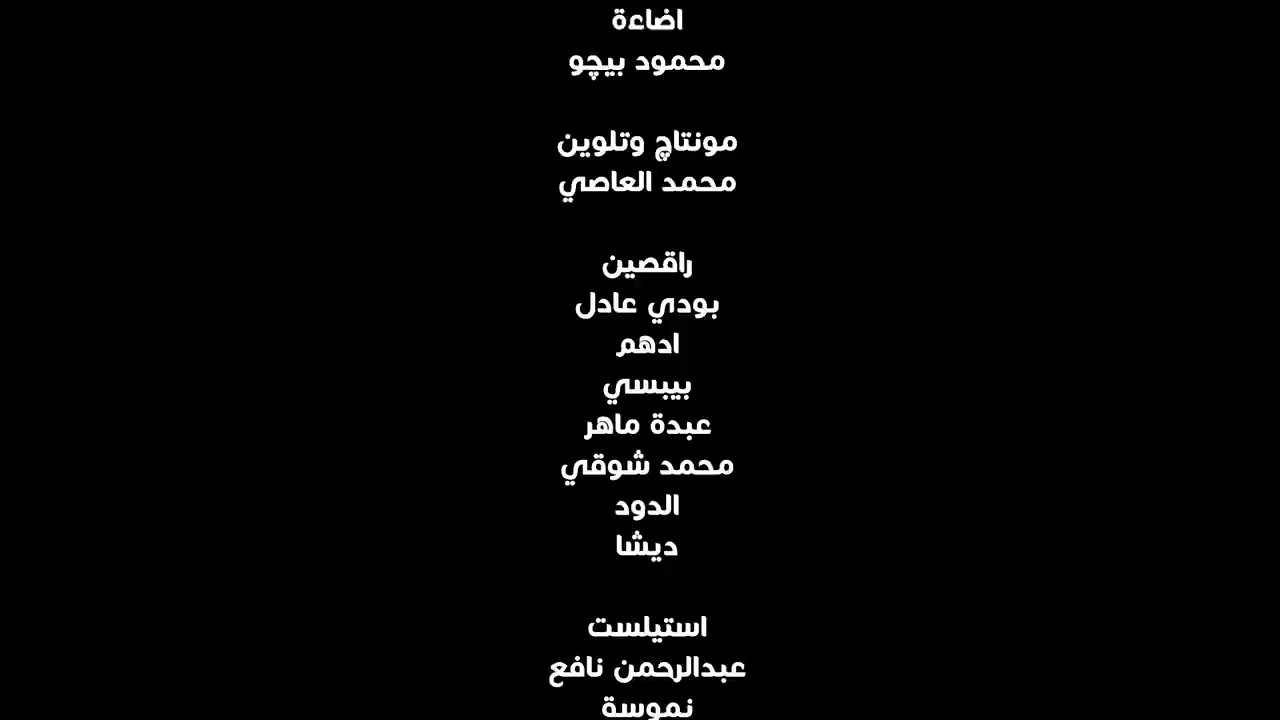 اضاءة
محمود بيچو
مونتاچ وتلوين
محمد العاصي
راقصين
بودي عادل
ادهم
بيبسي
عبدة ماهر
محمد شوقي
الدود
ديشا
استيلست
عبدالرحمن نافع
نموسة